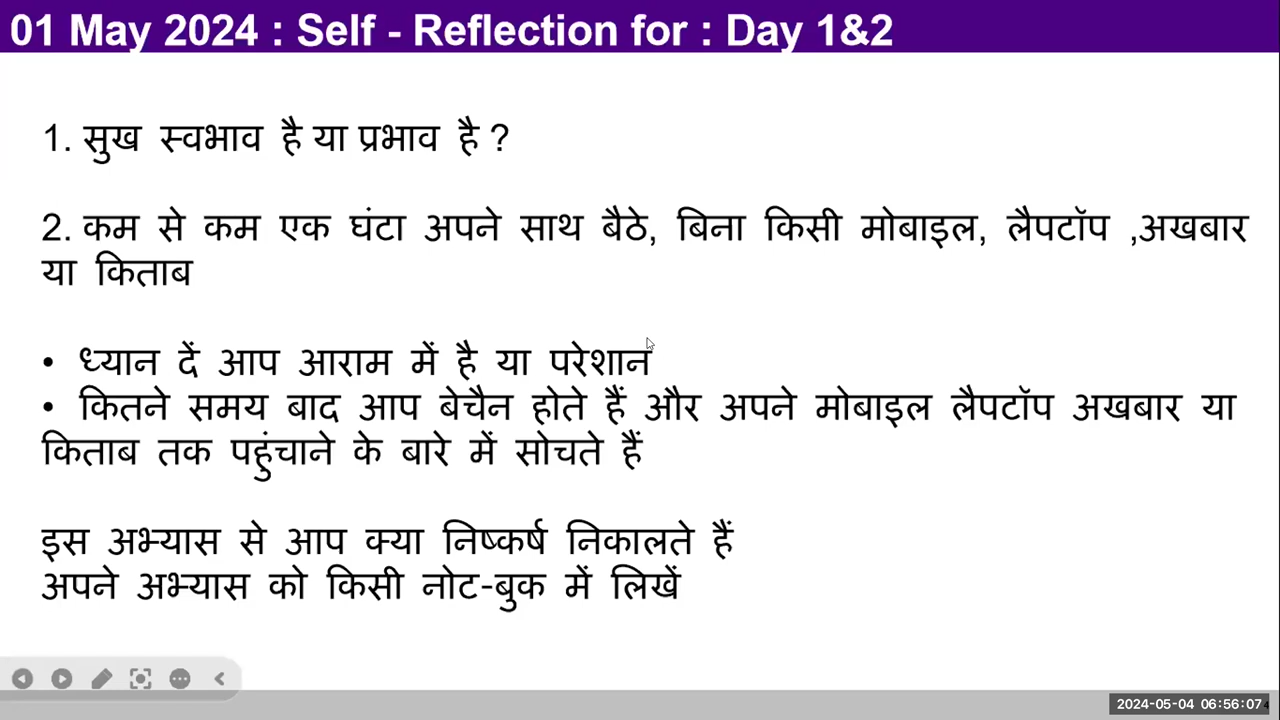 01 May 2024 : Self - Reflection for : Day 1&2
1. सुख स्वभाव है या प्रभाव है ?
2. कम से कम एक घंटा अपने साथ बैठे, बिना किसी मोबाइल, लैपटॉप ,अखबार
या किताब
• ध्यान दें आप आराम में है या परेशान
• कितने समय बाद आप बेचैन होते हैं और अपने मोबाइल लैपटॉप अखबार या
किताब तक पहुंचाने के बारे में सोचते हैं
इस अभ्यास से आप क्या निष्कर्ष निकालते हैं
अपने अभ्यास को किसी नोट-बुक में लिखें
2024-05-04 06:56:07